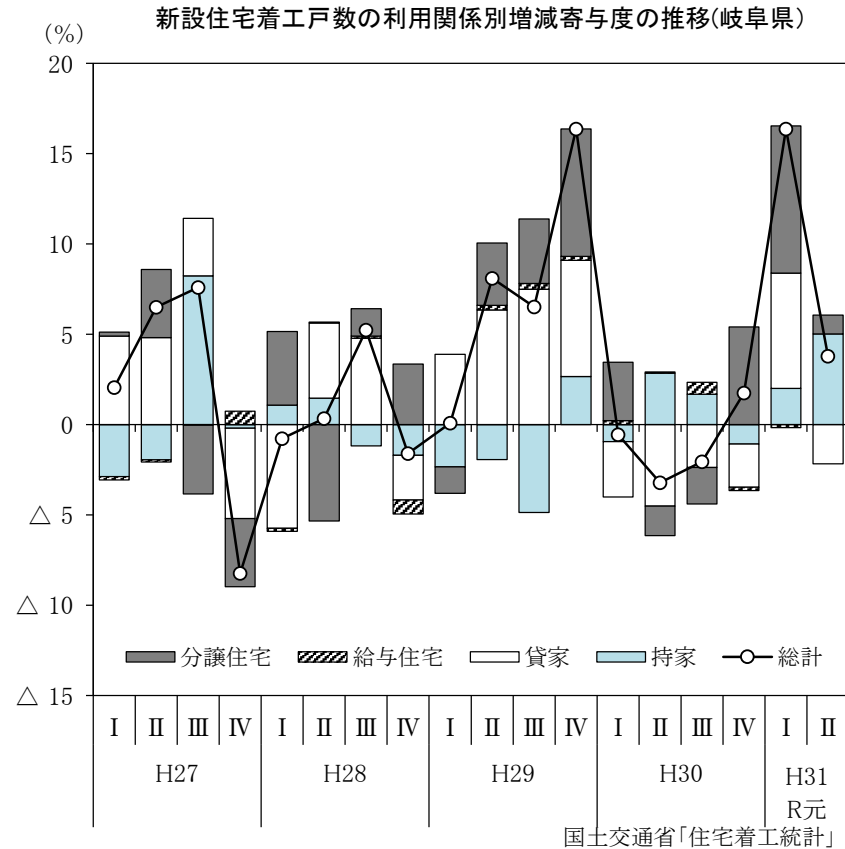 新設住宅着工戸数の利用関係別増減寄与度の推移(岐阜県)
(%)
20
15
10
5
0
△ 5
△ 10
△ 15
分譲住宅 給与住宅 貸家 持家 総計
Ⅰ Ⅱ Ⅲ Ⅳ Ⅰ Ⅱ Ⅲ Ⅳ Ⅰ Ⅱ Ⅲ Ⅳ Ⅰ Ⅱ Ⅲ Ⅳ Ⅰ Ⅱ
H27 H28 H29 H30 H31
R元
国土交通省「住宅着工統計」